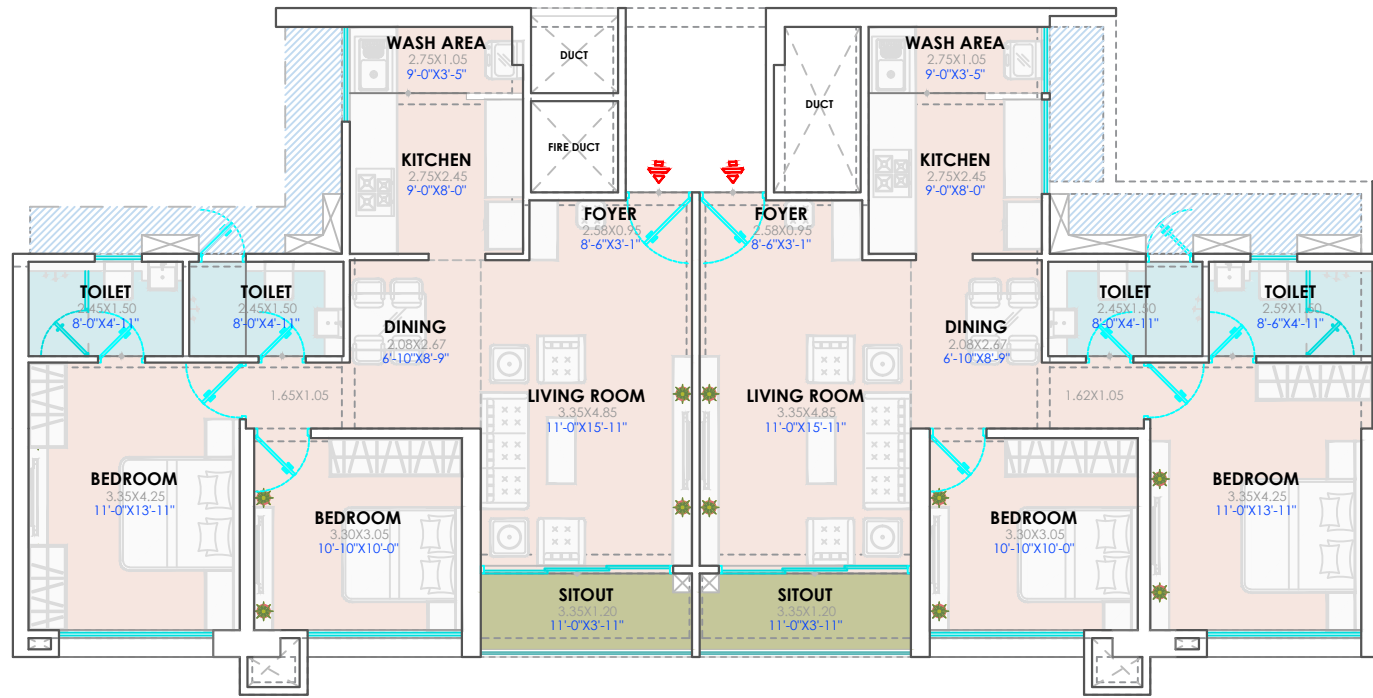 WASH AREA
2.75X1.05
9'-0"X3'-5"
DUCT
FIRE DUCT
KITCHEN
2.75X2.45
9'-0"X8'-0"
FOYER
2.58X0.95
8'-6"X3'-1"
TOILET
2.45X1.50
8'-0"X4'-11"
TOILET
2.45X1.50
8'-0"X4'-11"
DINING
2.08X2.67
6'-10"X8'-9"
1.65X1.05
LIVING ROOM
3.35X4.85
11'-0"X15'-11"
BEDROOM
3.35X4.25
11'-0"X13'-11"
BEDROOM
3.30X3.05
10'-10"X10'-0"
SITOUT
3.35X1.20
11'-0"X3'-11"
WASH AREA
2.75X1.05
9'-0"X3'-5"
DUCT
KITCHEN
2.75X2.45
9'-0"X8'-0"
FOYER
2.58X0.95
8'-6"X3'-1"
TOILET
2.45X1.50
8'-0"X4'-11"
TOILET
2.59X1.50
8'-6"X4'-11"
DINING
2.08X2.67
6'-10"X8'-9"
1.62X1.05
LIVING ROOM
3.35X4.85
11'-0"X15'-11"
BEDROOM
3.35X4.25
11'-0"X13'-11"
BEDROOM
3.30X3.05
10'-10"X10'-0"
SITOUT
3.35X1.20
11'-0"X3'-11"